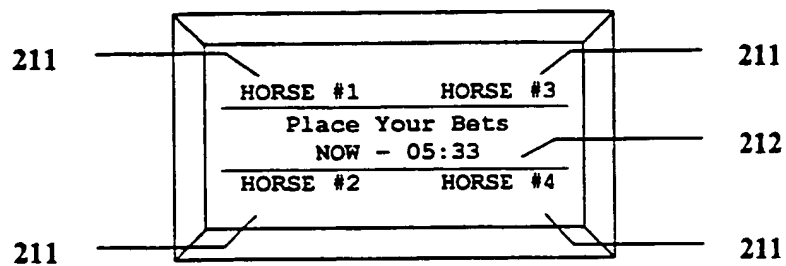 211 211
HORSE #1 HORSE #3
Place Your Bets
NOW - 05:33 212
HORSE #2 HORSE #4
211 211